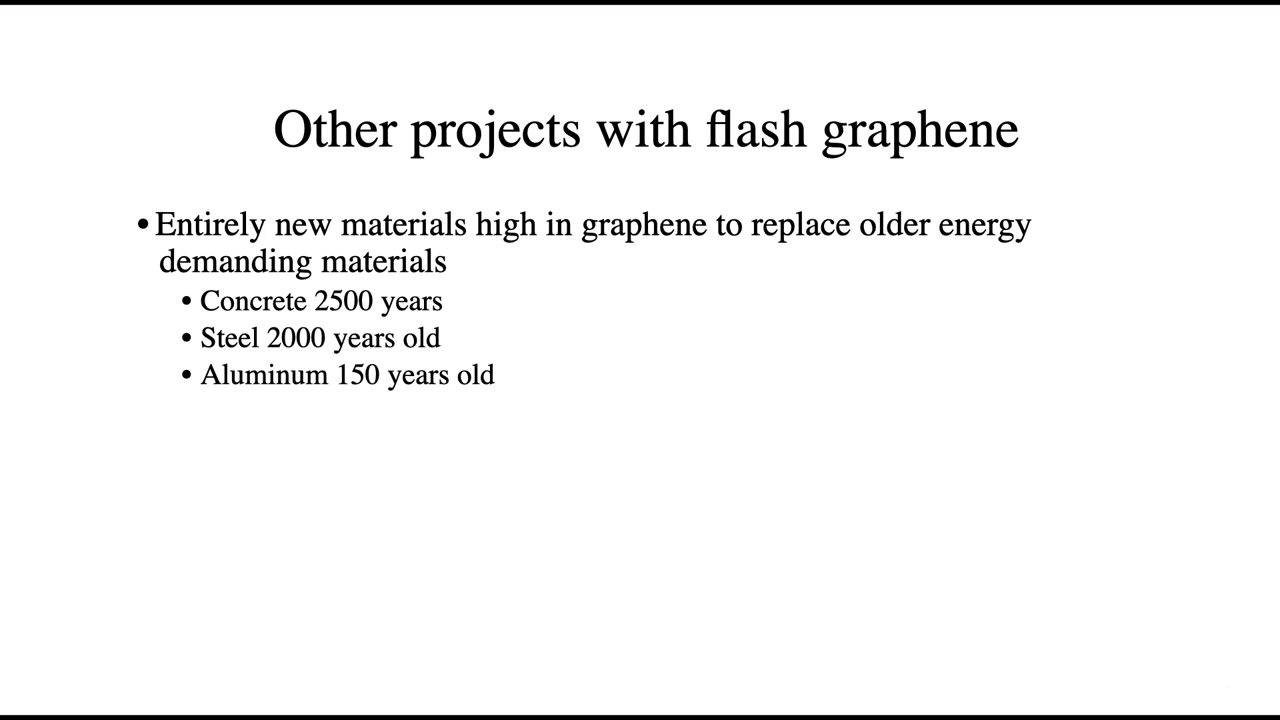 Other projects with flash graphene
• Entirely new materials high in graphene to replace older energy
demanding materials
• Concrete 2500 years
• Steel 2000 years old
• Aluminum 150 years old